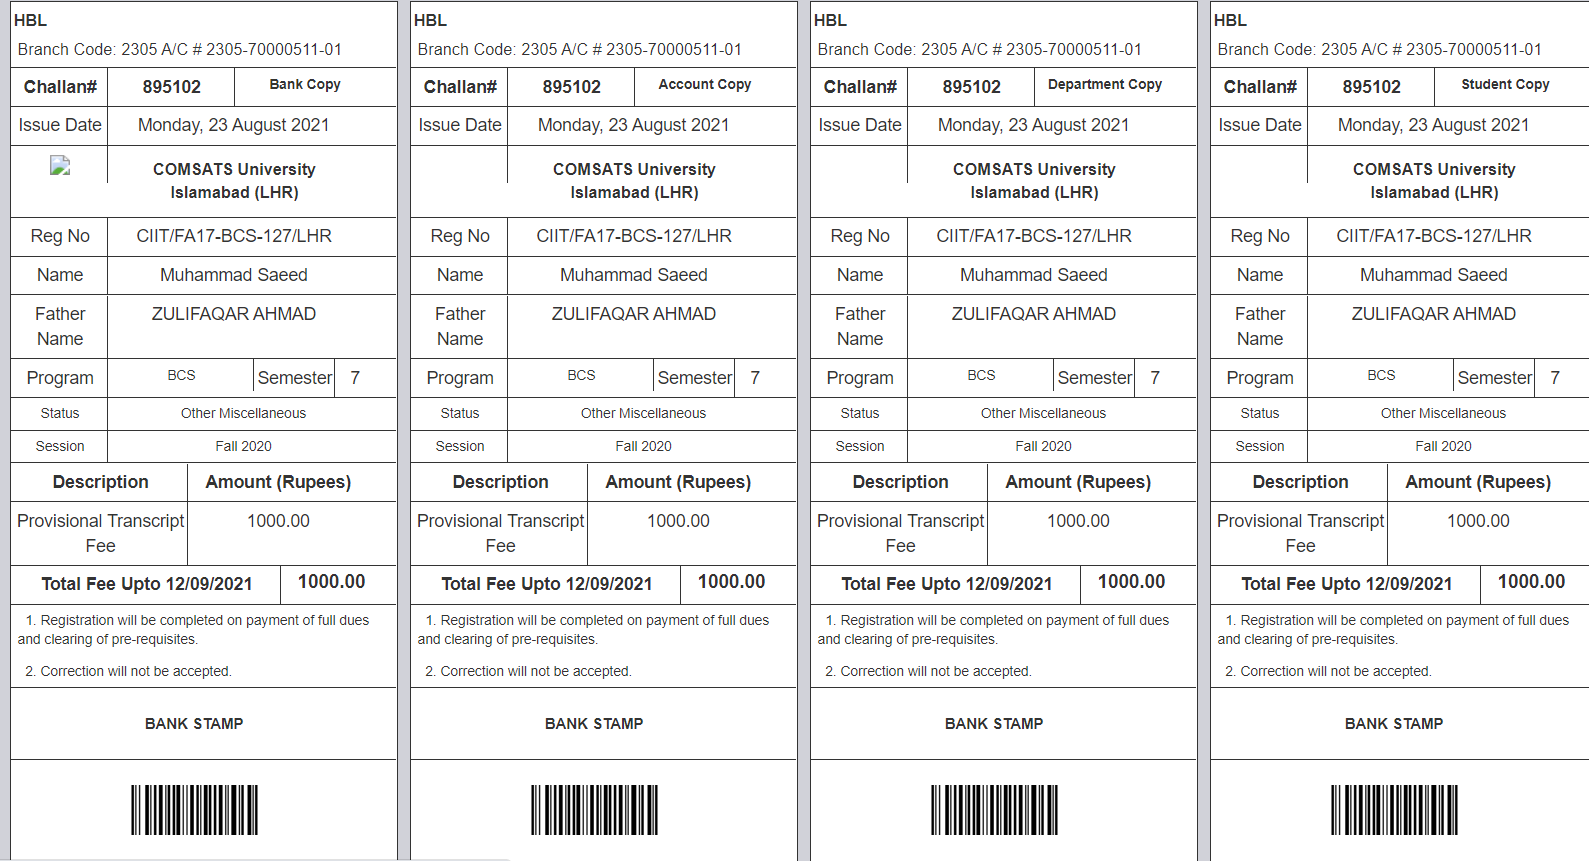 HBL
Branch Code: 2305 A/C # 2305-70000511-01
Challan# 895102 Bank Copy
Issue Date Monday, 23 August 2021
COMSATS University
Islamabad (LHR)
Reg No CIIT/FA17-BCS-127/LHR
Name Muhammad Saeed
Father ZULIFAQAR AHMAD
Name
Program BCS Semester 7
Status Other Miscellaneous
Session Fall 2020
Description Amount (Rupees)
Provisional Transcript 1000.00
Fee
Total Fee Upto 12/09/2021 1000.00
1. Registration will be completed on payment of full dues
and clearing of pre-requisites.
2. Correction will not be accepted.
BANK STAMP
HBL
Branch Code: 2305 A/C # 2305-70000511-01
Challan# 895102 Account Copy
Issue Date Monday, 23 August 2021
COMSATS University
Islamabad (LHR)
Reg No CIIT/FA17-BCS-127/LHR
Name Muhammad Saeed
Father ZULIFAQAR AHMAD
Name
Program BCS Semester 7
Status Other Miscellaneous
Session Fall 2020
Description Amount (Rupees)
Provisional Transcript 1000.00
Fee
Total Fee Upto 12/09/2021 1000.00
1. Registration will be completed on payment of full dues
and clearing of pre-requisites.
2. Correction will not be accepted.
BANK STAMP
HBL
Branch Code: 2305 A/C # 2305-70000511-01
Challan# 895102 Department Copy
Issue Date Monday, 23 August 2021
COMSATS University
Islamabad (LHR)
Reg No CIIT/FA17-BCS-127/LHR
Name Muhammad Saeed
Father ZULIFAQAR AHMAD
Name
Program BCS Semester 7
Status Other Miscellaneous
Session Fall 2020
Description Amount (Rupees)
Provisional Transcript 1000.00
Fee
Total Fee Upto 12/09/2021 1000.00
1. Registration will be completed on payment of full dues
and clearing of pre-requisites.
2. Correction will not be accepted.
BANK STAMP
HBL
Branch Code: 2305 A/C # 2305-70000511-01
Challan# 895102 Student Copy
Issue Date Monday, 23 August 2021
COMSATS University
Islamabad (LHR)
Reg No CIIT/FA17-BCS-127/LHR
Name Muhammad Saeed
Father ZULIFAQAR AHMAD
Name
Program BCS Semester 7
Status Other Miscellaneous
Session Fall 2020
Description Amount (Rupees)
Provisional Transcript 1000.00
Fee
Total Fee Upto 12/09/2021 1000.00
1. Registration will be completed on payment of full dues
and clearing of pre-requisites.
2. Correction will not be accepted.
BANK STAMP